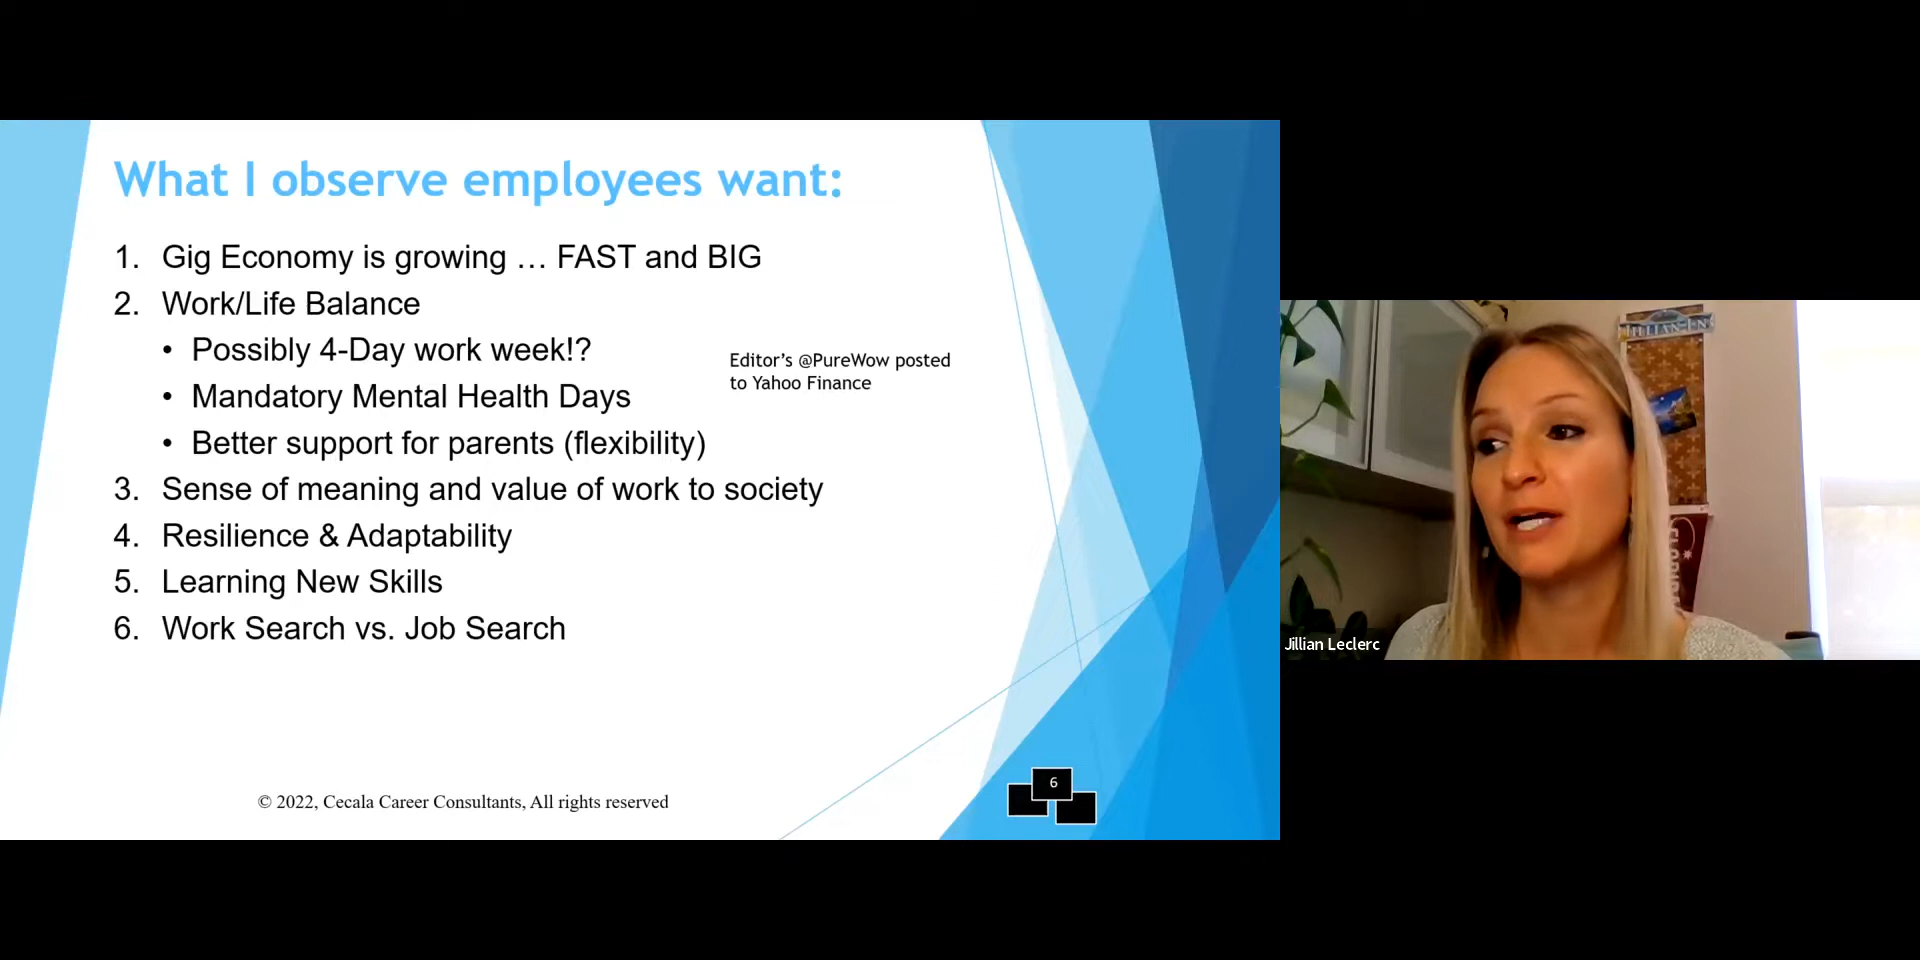 What I observe employees want:
1. Gig Economy is growing … FAST and BIG
2. Work/Life Balance
• Possibly 4-Day work week!?
• Mandatory Mental Health Days
• Better support for parents (flexibility)
Editor’s @PureWow posted
to Yahoo Finance
3. Sense of meaning and value of work to society
4. Resilience & Adaptability
5. Learning New Skills
6. Work Search vs. Job Search
© 2022, Cecala Career Consultants, All rights reserved
6
Jillian Leclerc